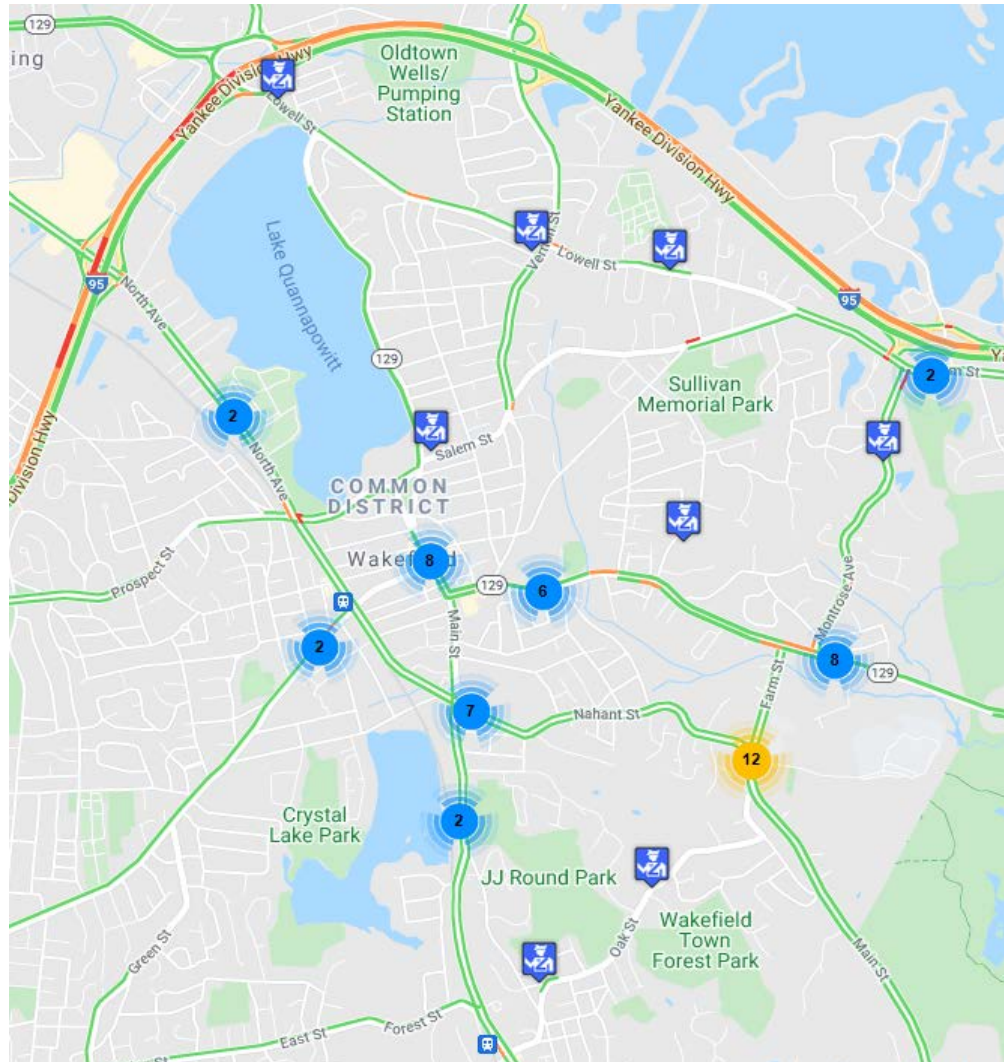 129
ing
Oldtown
Wells/
Pumping
Station
Yankee Division Hwy
Lowell St
Yankee Division Hwy
Lake Quannapowitt
Vernon St
Lowell St
95
North Ave
95
129
Sullivan
Memorial Park
2
2
Salem St
North Ave
Division Hwy
COMMON
DISTRICT
Prospect St
Wakefield
8
129
6
Montrose Ave
2
Main St
8
129
Farm St
7
Nahant St
12
Crystal
Lake Park
2
JJ Round Park
Wakefield
Town
Forest Park
Oak St
Green St
Main St
Forest St
East St